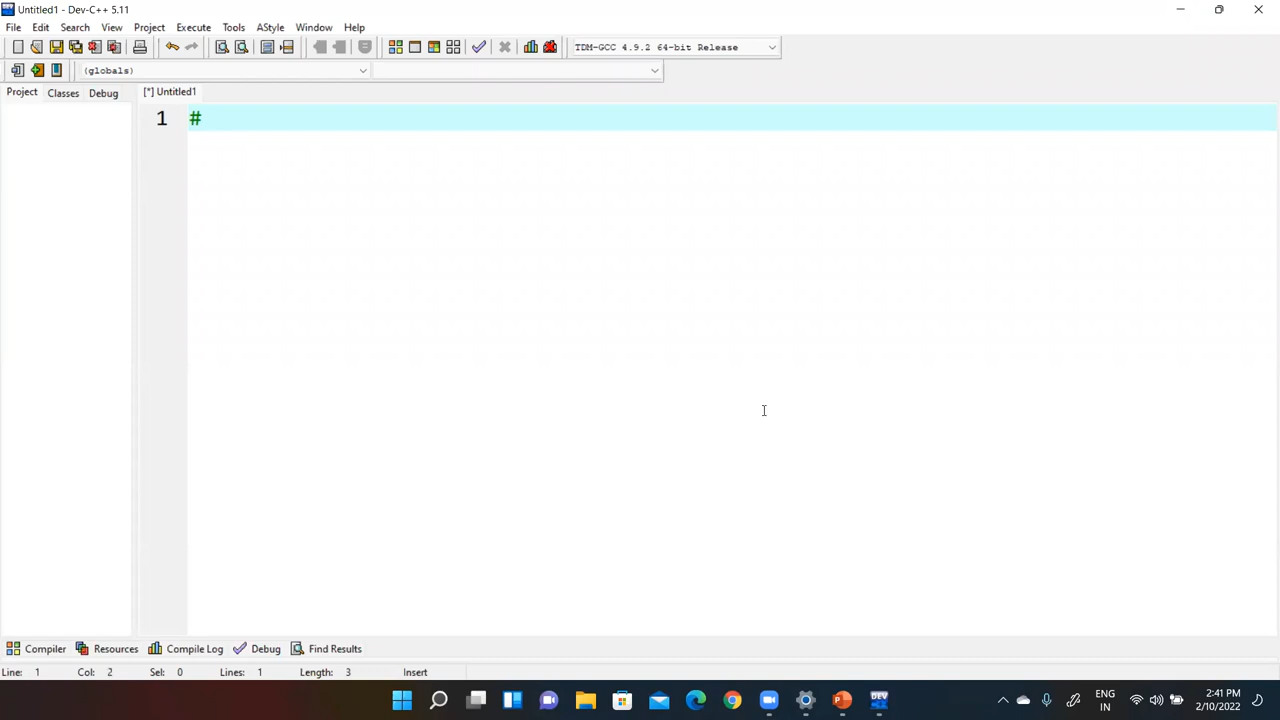 Untitled1 - Dev-C++ 5.11
File Edit Search View Project Execute Tools AStyle Window Help
TDM-GCC 4.9.2 64-bit Release
(globals)
Project Classes Debug
[*] Untitled1
1 #
Compiler Resources Compile Log Debug Find Results
Line: 1 Col: 2 Sel: 0 Lines: 1 Length: 3 Insert
DEV
ENG
IN
2:41 PM
2/10/2022